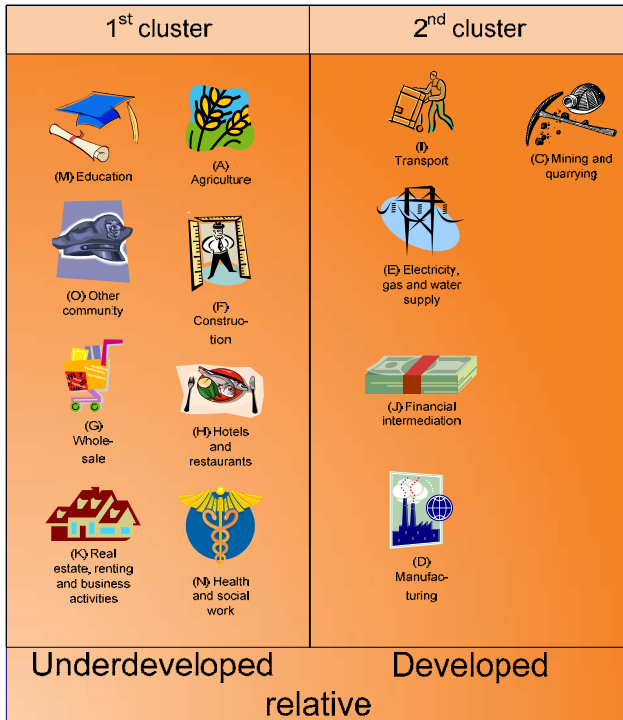 1st cluster
2nd cluster
(M) Education
(A)
Agriculture
(O) Other
community
(F)
Construc-
tion
(G)
Whole-
sale
(H) Hotels
and
restaurants
(K) Real
estate, renting
and business
activities
(N) Health
and social
work
(I)
Transport
(C) Mining and
quarrying
(E) Electricity,
gas and water
supply
(J) Financial
intermediation
(D)
Manufac-
turing
Underdeveloped
Developed
relative